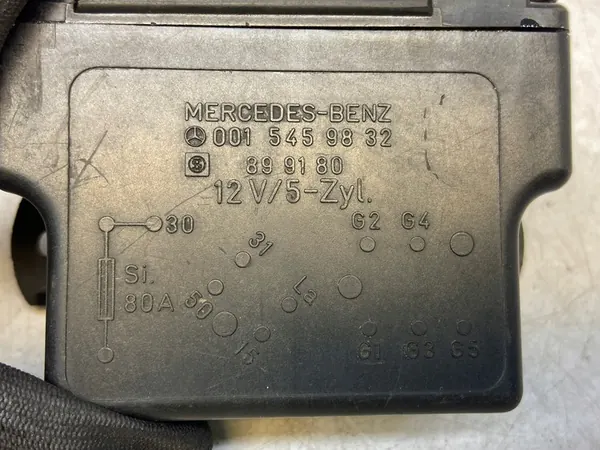 MERCEDES-BENZ
001 545 98 32
89 91 80
12 V/5-Zyl.
30
G2 G4
31
Si.
80A
La
50
15
G1 G3 G5